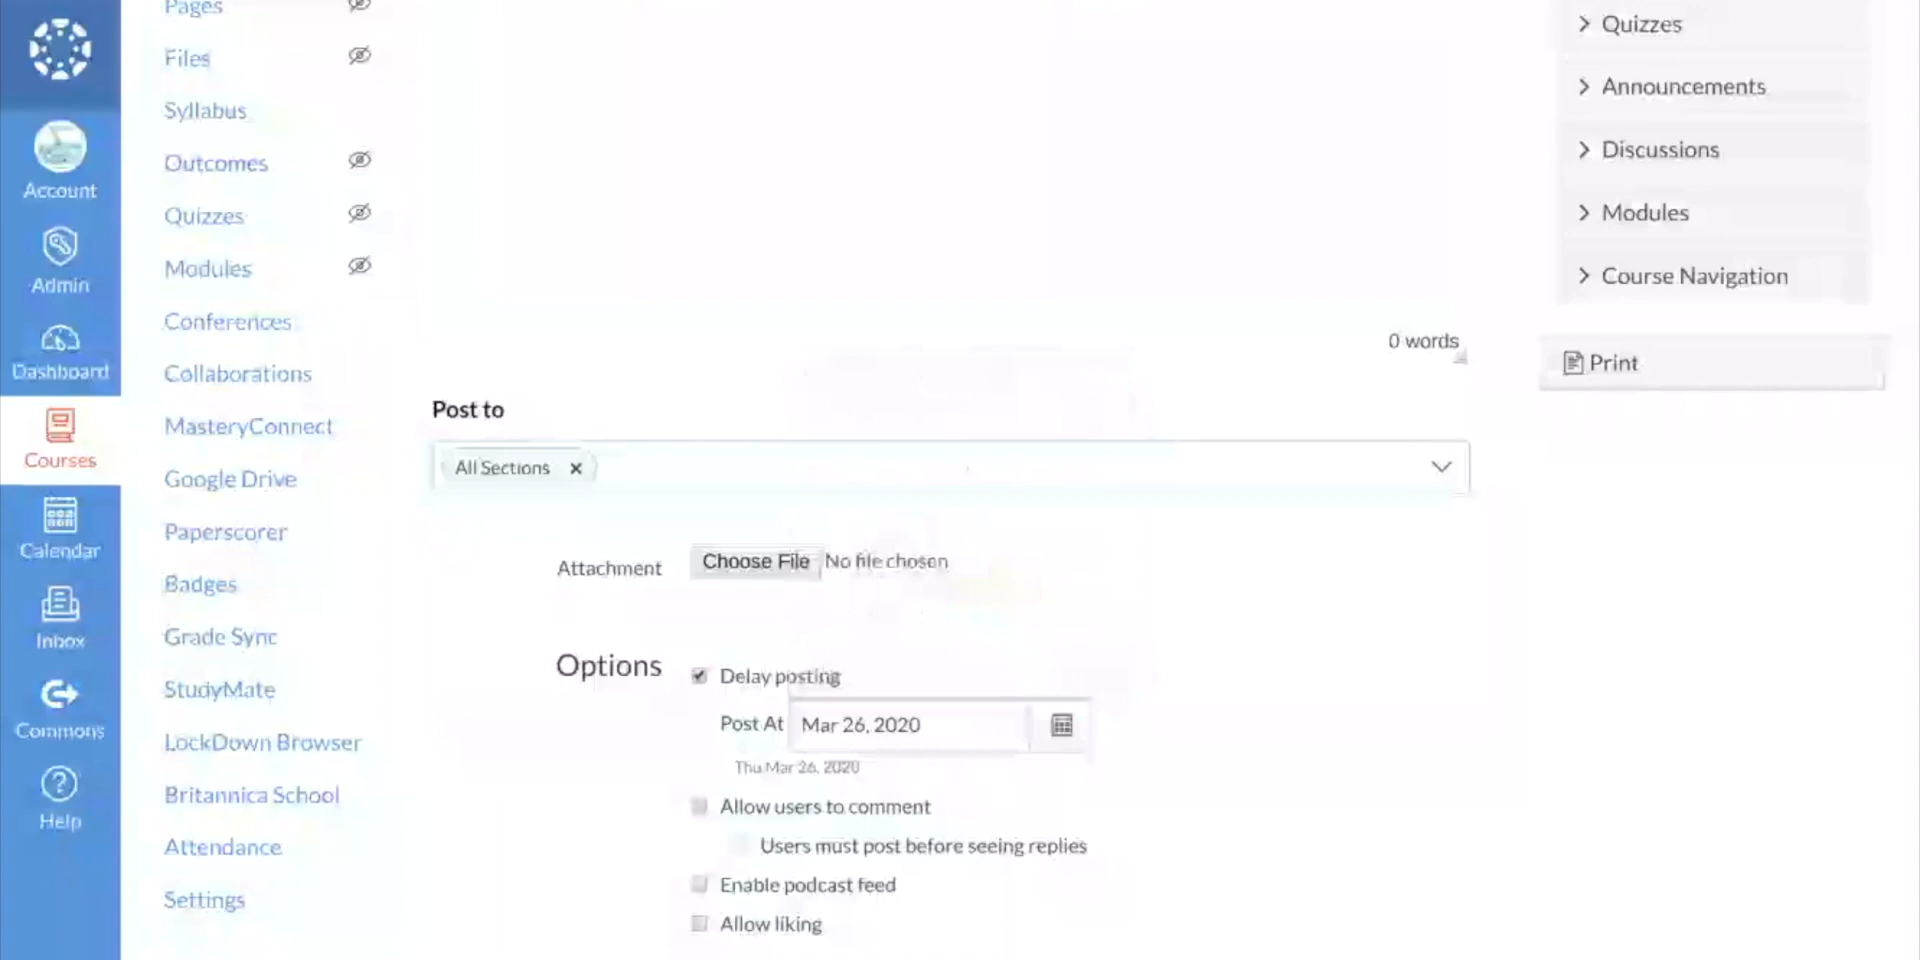 Account
Admin
Dashboard
Courses
Calendar
Inbox
Commons
Help
Pages
Files
Syllabus
Outcomes
Quizzes
Modules
Conferences
Collaborations
MasteryConnect
Google Drive
Paperscorer
Badges
Grade Sync
StudyMate
LockDown Browser
Britannica School
Attendance
Settings
0 words
Post to
All Sections
Attachment Choose File No file chosen
Options
Delay posting
Post At Mar 26, 2020
Thu Mar 26, 2020
Allow users to comment
Users must post before seeing replies
Enable podcast feed
Allow liking
Quizzes
Announcements
Discussions
Modules
Course Navigation
Print